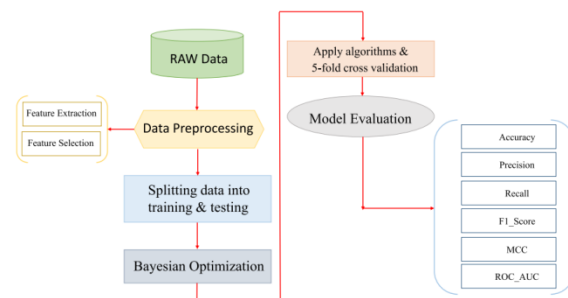 RAW Data
Feature Extraction
Feature Selection
Data Preprocessing
Splitting data into
training & testing
Bayesian Optimization
Apply algorithms &
5-fold cross validation
Model Evaluation
Accuracy
Precision
Recall
F1_Score
MCC
ROC_AUC